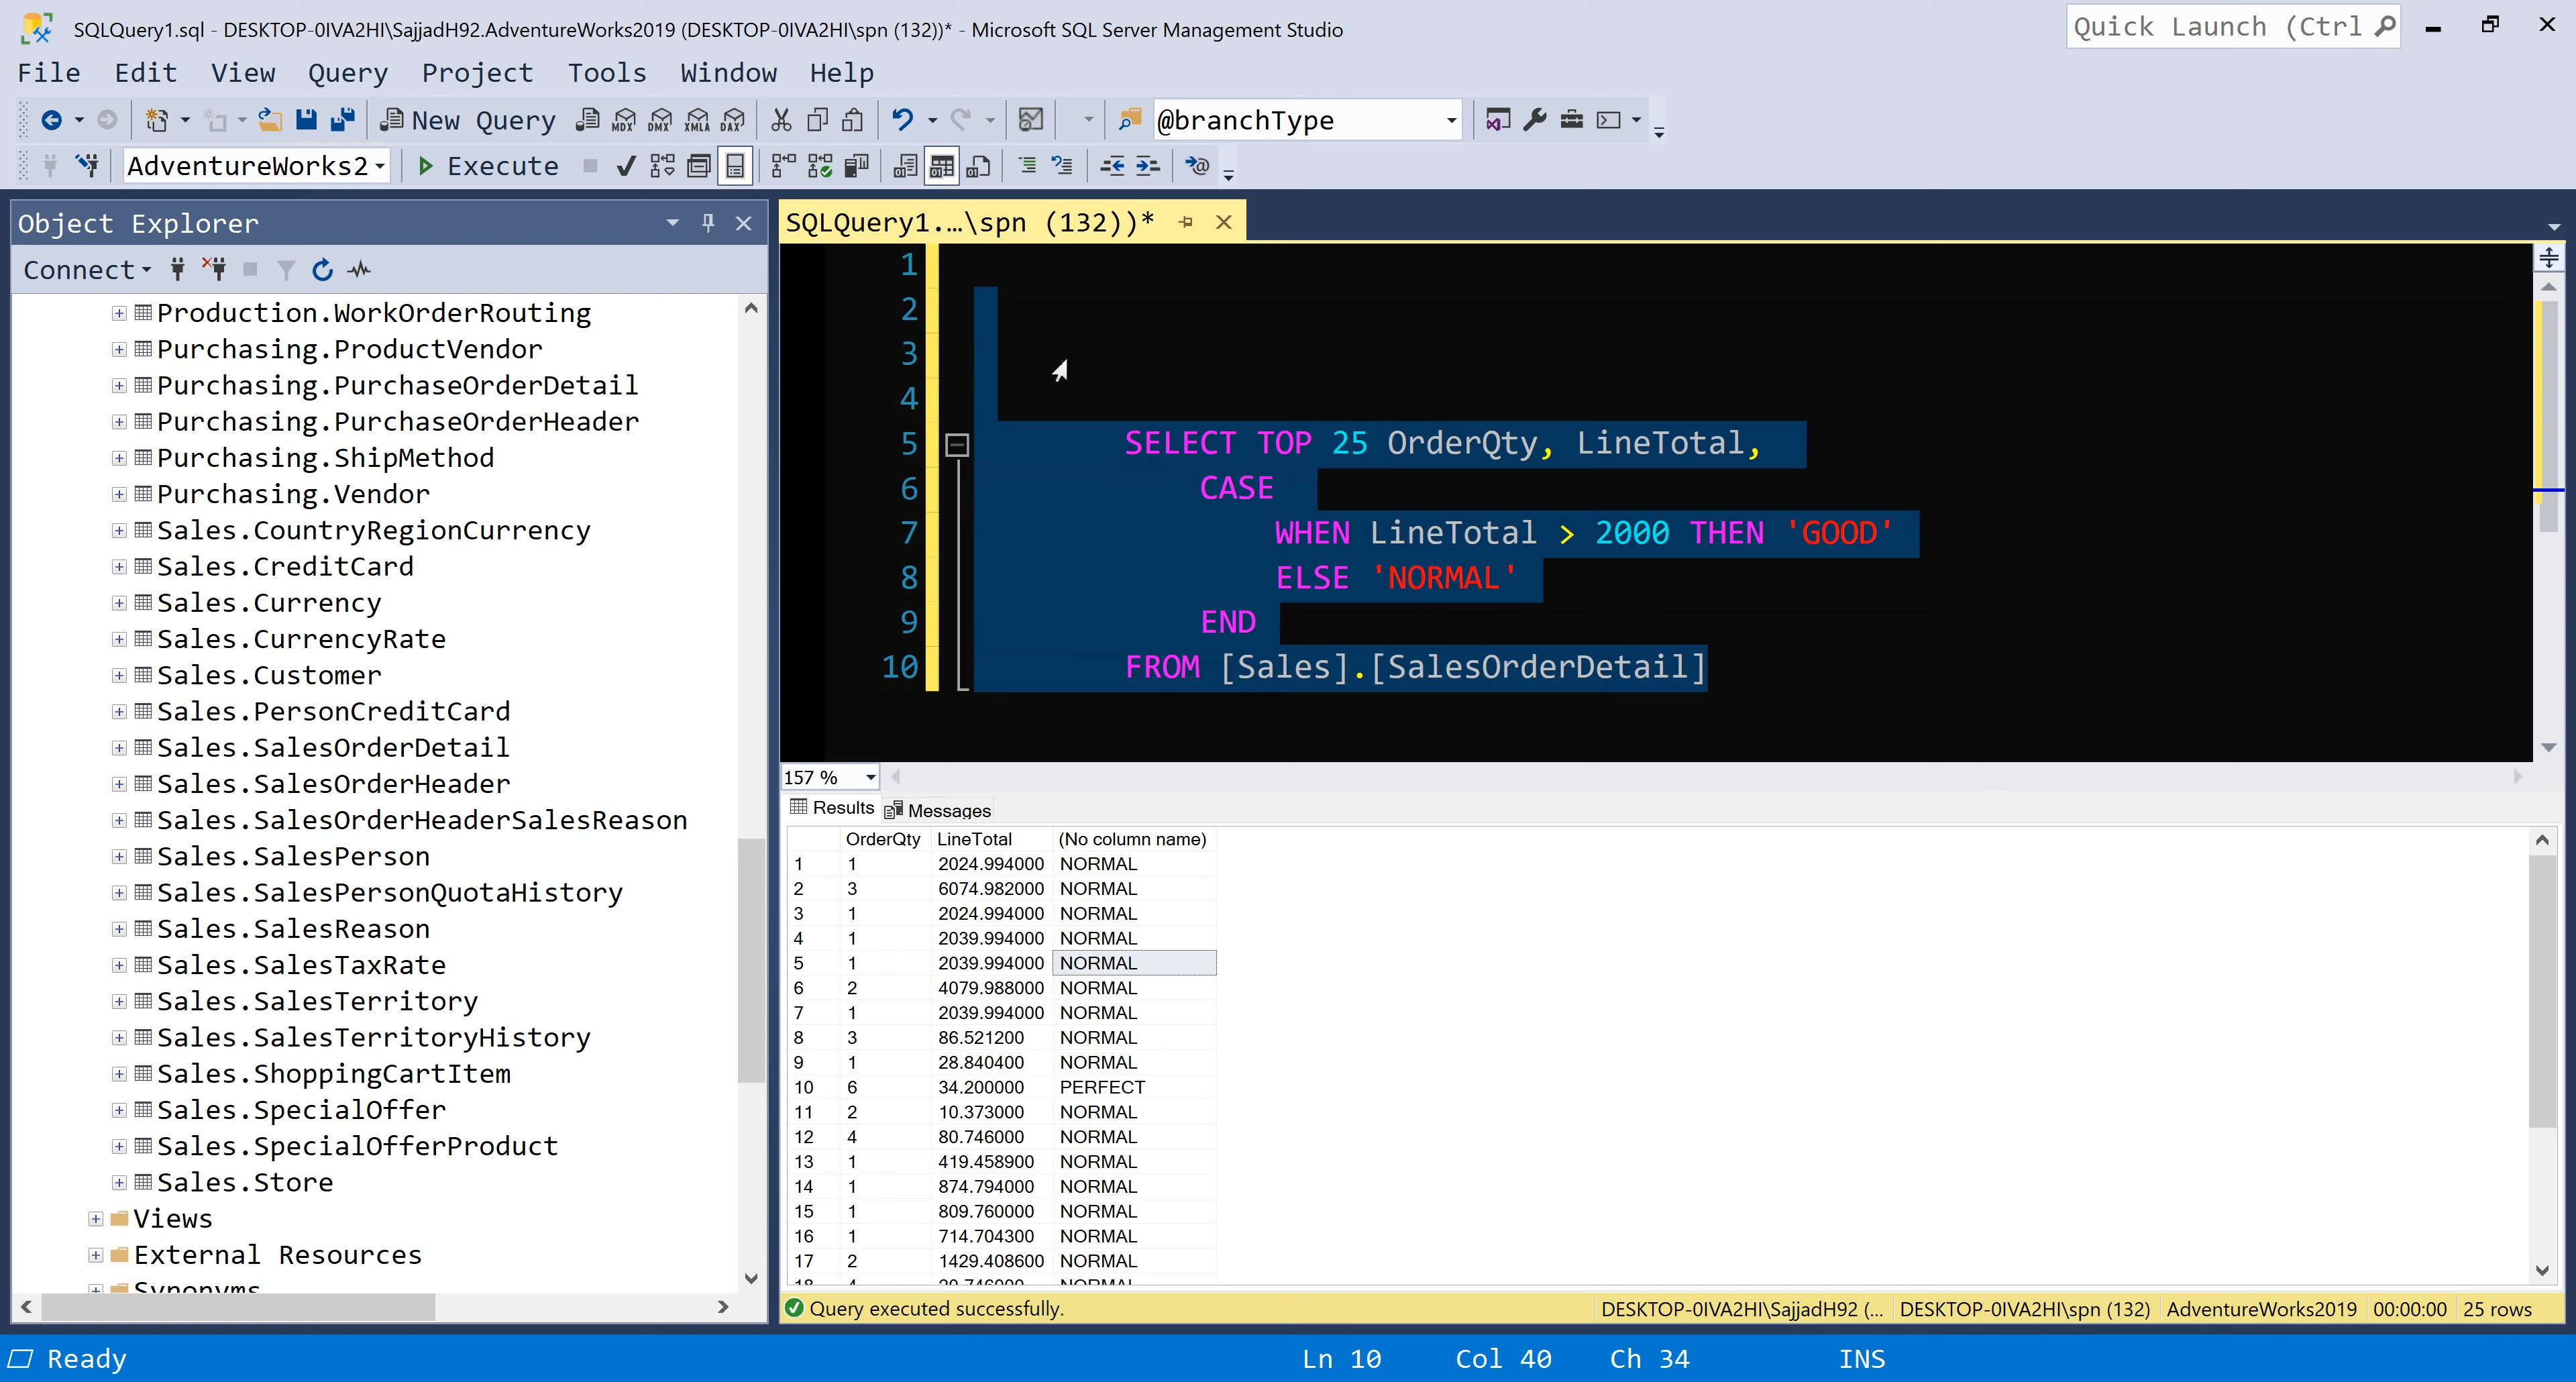 SQLQuery1.sql - DESKTOP-0IVA2HI\SajjadH92.AdventureWorks2019 (DESKTOP-0IVA2HI\spn (132))* - Microsoft SQL Server Management Studio
Quick Launch (Ctrl
File Edit View Query Project Tools Window Help
New Query MDX DMX XMLA DAX @branchType
AdventureWorks2 Execute
Object Explorer
Connect
Production.WorkOrderRouting
Purchasing.ProductVendor
Purchasing.PurchaseOrderDetail
Purchasing.PurchaseOrderHeader
Purchasing.ShipMethod
Purchasing.Vendor
Sales.CountryRegionCurrency
Sales.CreditCard
Sales.Currency
Sales.CurrencyRate
Sales.Customer
Sales.PersonCreditCard
Sales.SalesOrderDetail
Sales.SalesOrderHeader
Sales.SalesOrderHeaderSalesReason
Sales.SalesPerson
Sales.SalesPersonQuotaHistory
Sales.SalesReason
Sales.SalesTaxRate
Sales.SalesTerritory
Sales.SalesTerritoryHistory
Sales.ShoppingCartItem
Sales.SpecialOffer
Sales.SpecialOfferProduct
Sales.Store
Views
External Resources
Synonyms
SQLQuery1....\spn (132))*
1
2
3
4
5 SELECT TOP 25 OrderQty, LineTotal,
6 CASE
7 WHEN LineTotal > 2000 THEN 'GOOD'
8 ELSE 'NORMAL'
9 END
10 FROM [Sales].[SalesOrderDetail]
157 %
Results Messages
OrderQty LineTotal (No column name)
1 1 2024.994000 NORMAL
2 3 6074.982000 NORMAL
3 1 2024.994000 NORMAL
4 1 2039.994000 NORMAL
5 1 2039.994000 NORMAL
6 2 4079.988000 NORMAL
7 1 2039.994000 NORMAL
8 3 86.521200 NORMAL
9 1 28.840400 NORMAL
10 6 34.200000 PERFECT
11 2 10.373000 NORMAL
12 4 80.746000 NORMAL
13 1 419.458900 NORMAL
14 1 874.794000 NORMAL
15 1 809.760000 NORMAL
16 1 714.704300 NORMAL
17 2 1429.408600 NORMAL
Query executed successfully. DESKTOP-0IVA2HI\SajjadH92 (... DESKTOP-0IVA2HI\spn (132) AdventureWorks2019 00:00:00 25 rows
Ready Ln 10 Col 40 Ch 34 INS